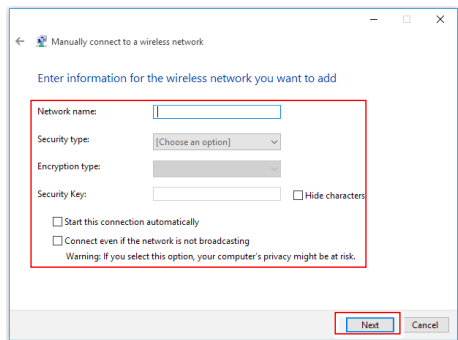 Manually connect to a wireless network
Enter information for the wireless network you want to add
Network name:
Security type:
[Choose an option]
Encryption type:
Security Key:
Hide characters
Start this connection automatically
Connect even if the network is not broadcasting
Warning: If you select this option, your computer's privacy might be at risk.
Next
Cancel